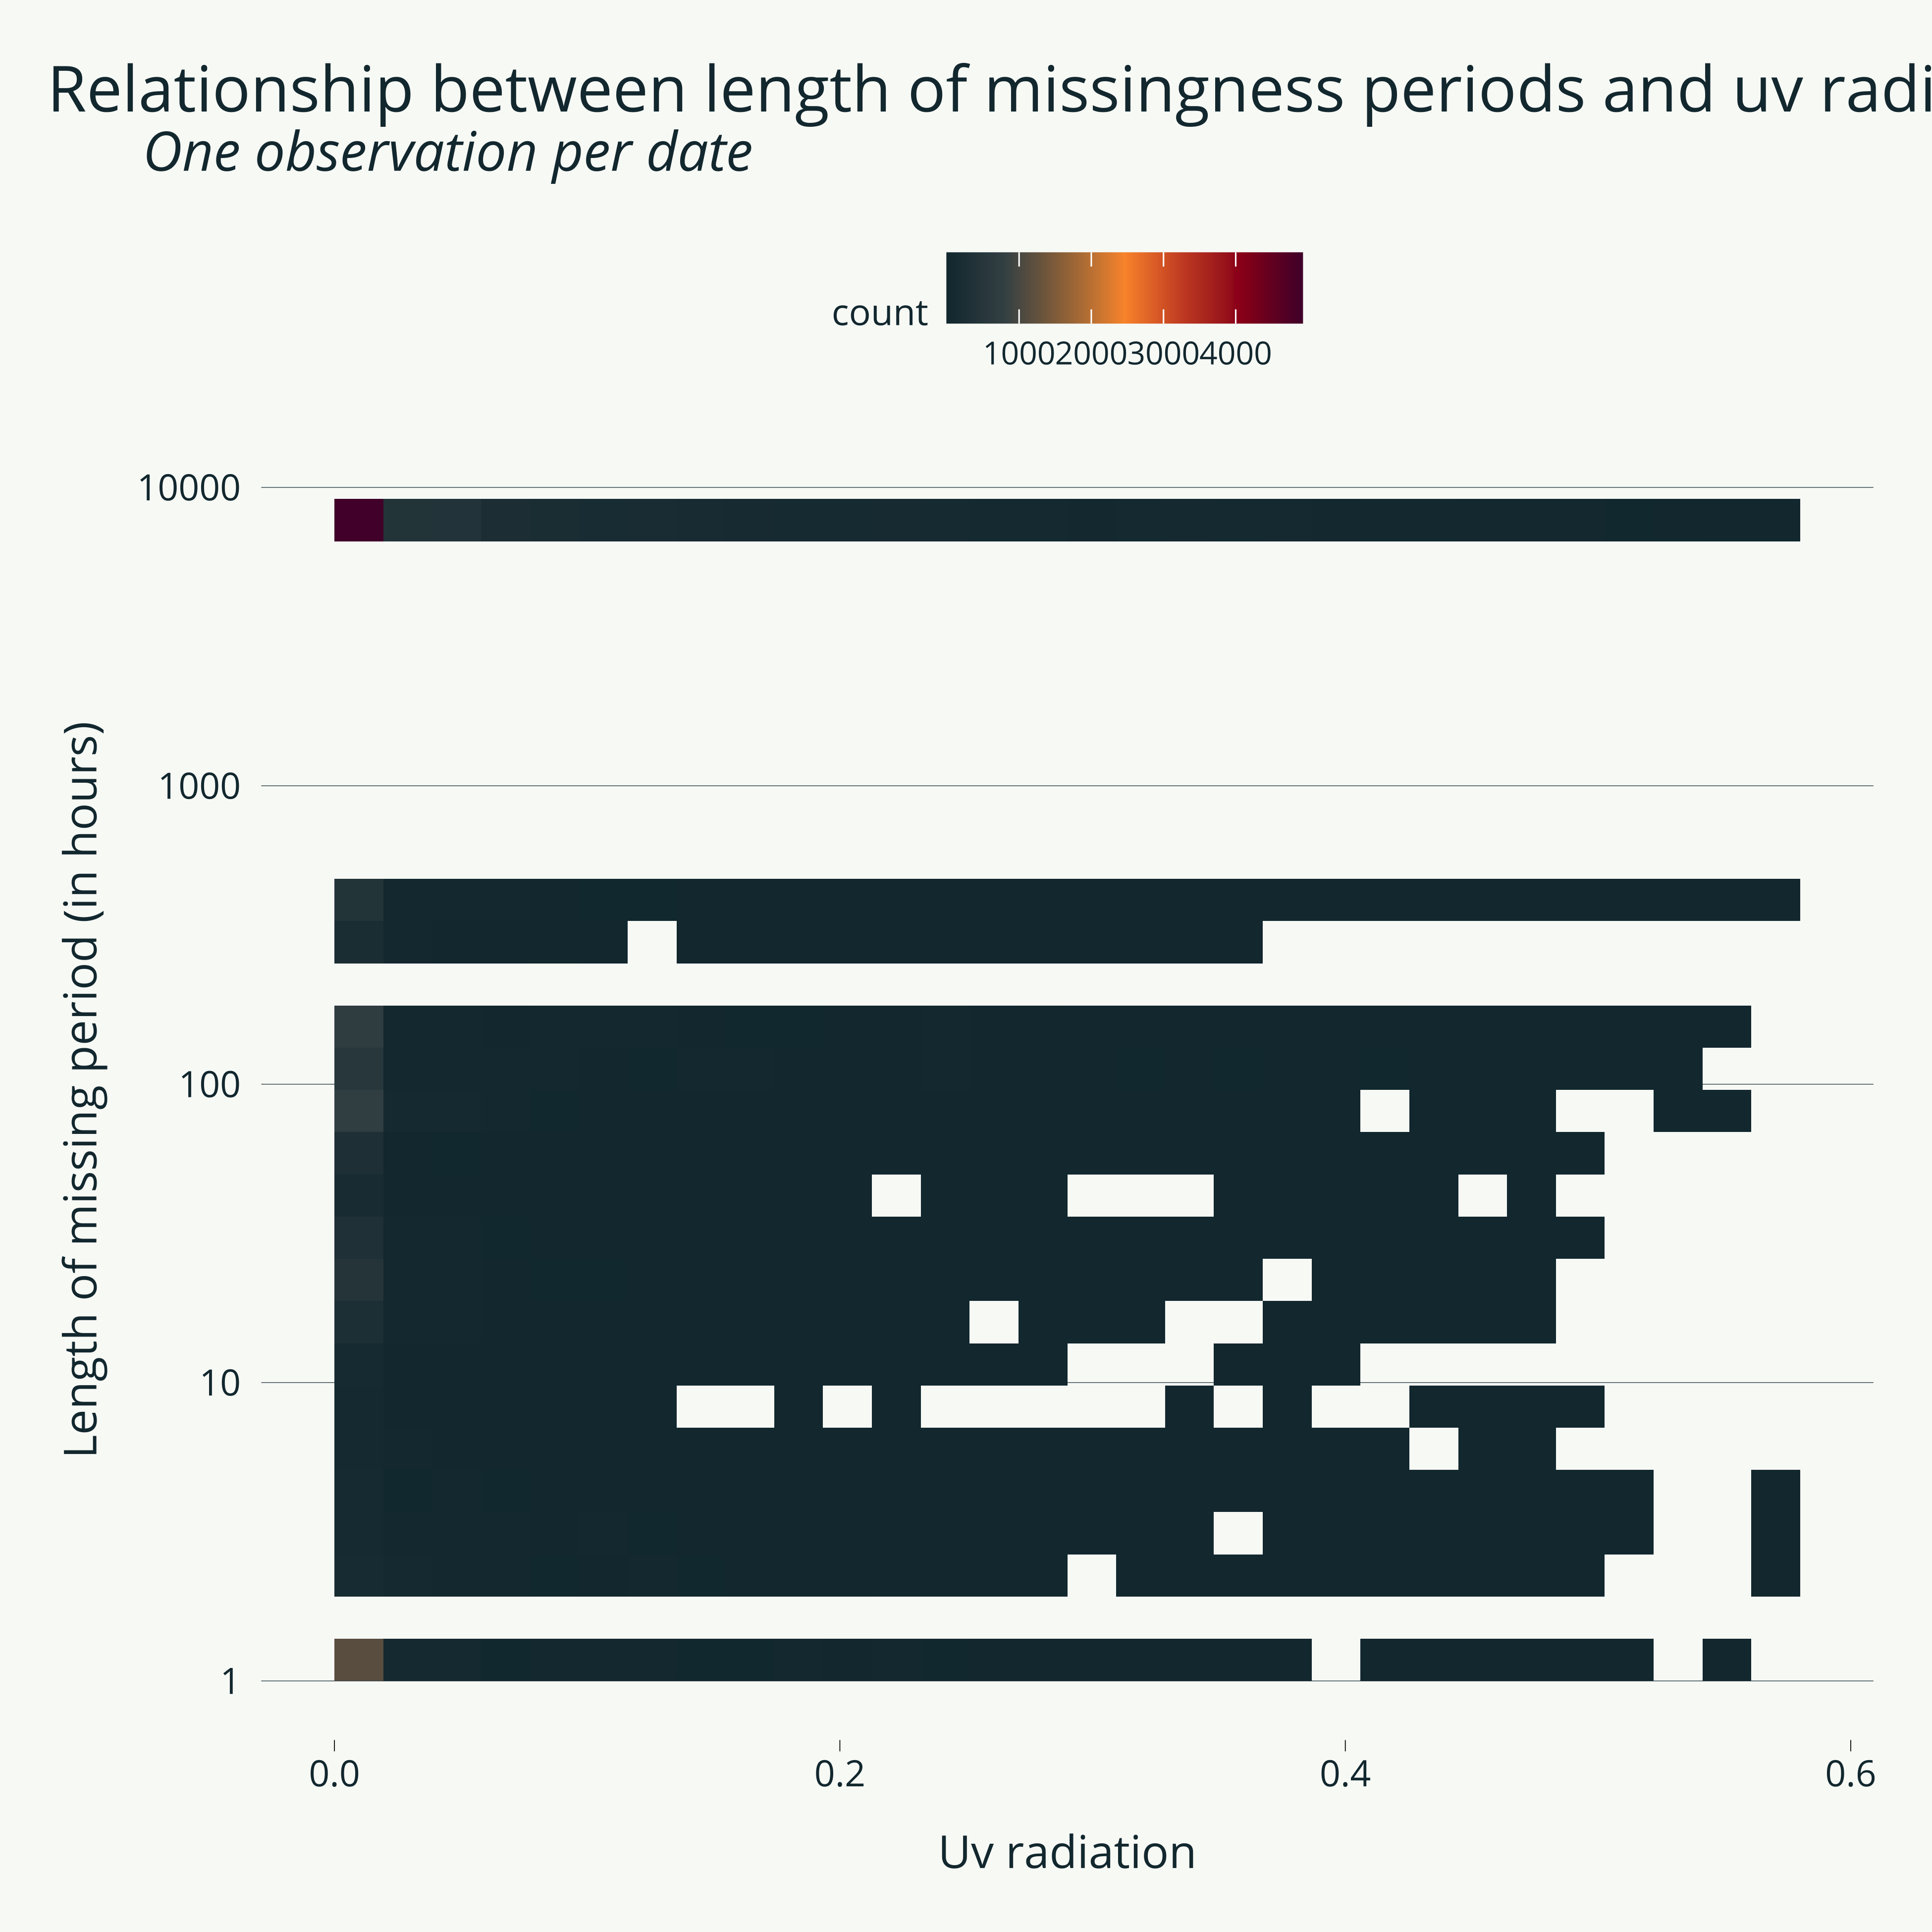 Relationship between length of missingness periods and uv radi
One observation per date
count
1000200030004000
10000
1000
100
10
1
Length of missing period (in hours)
0.0 0.2 0.4 0.6
Uv radiation